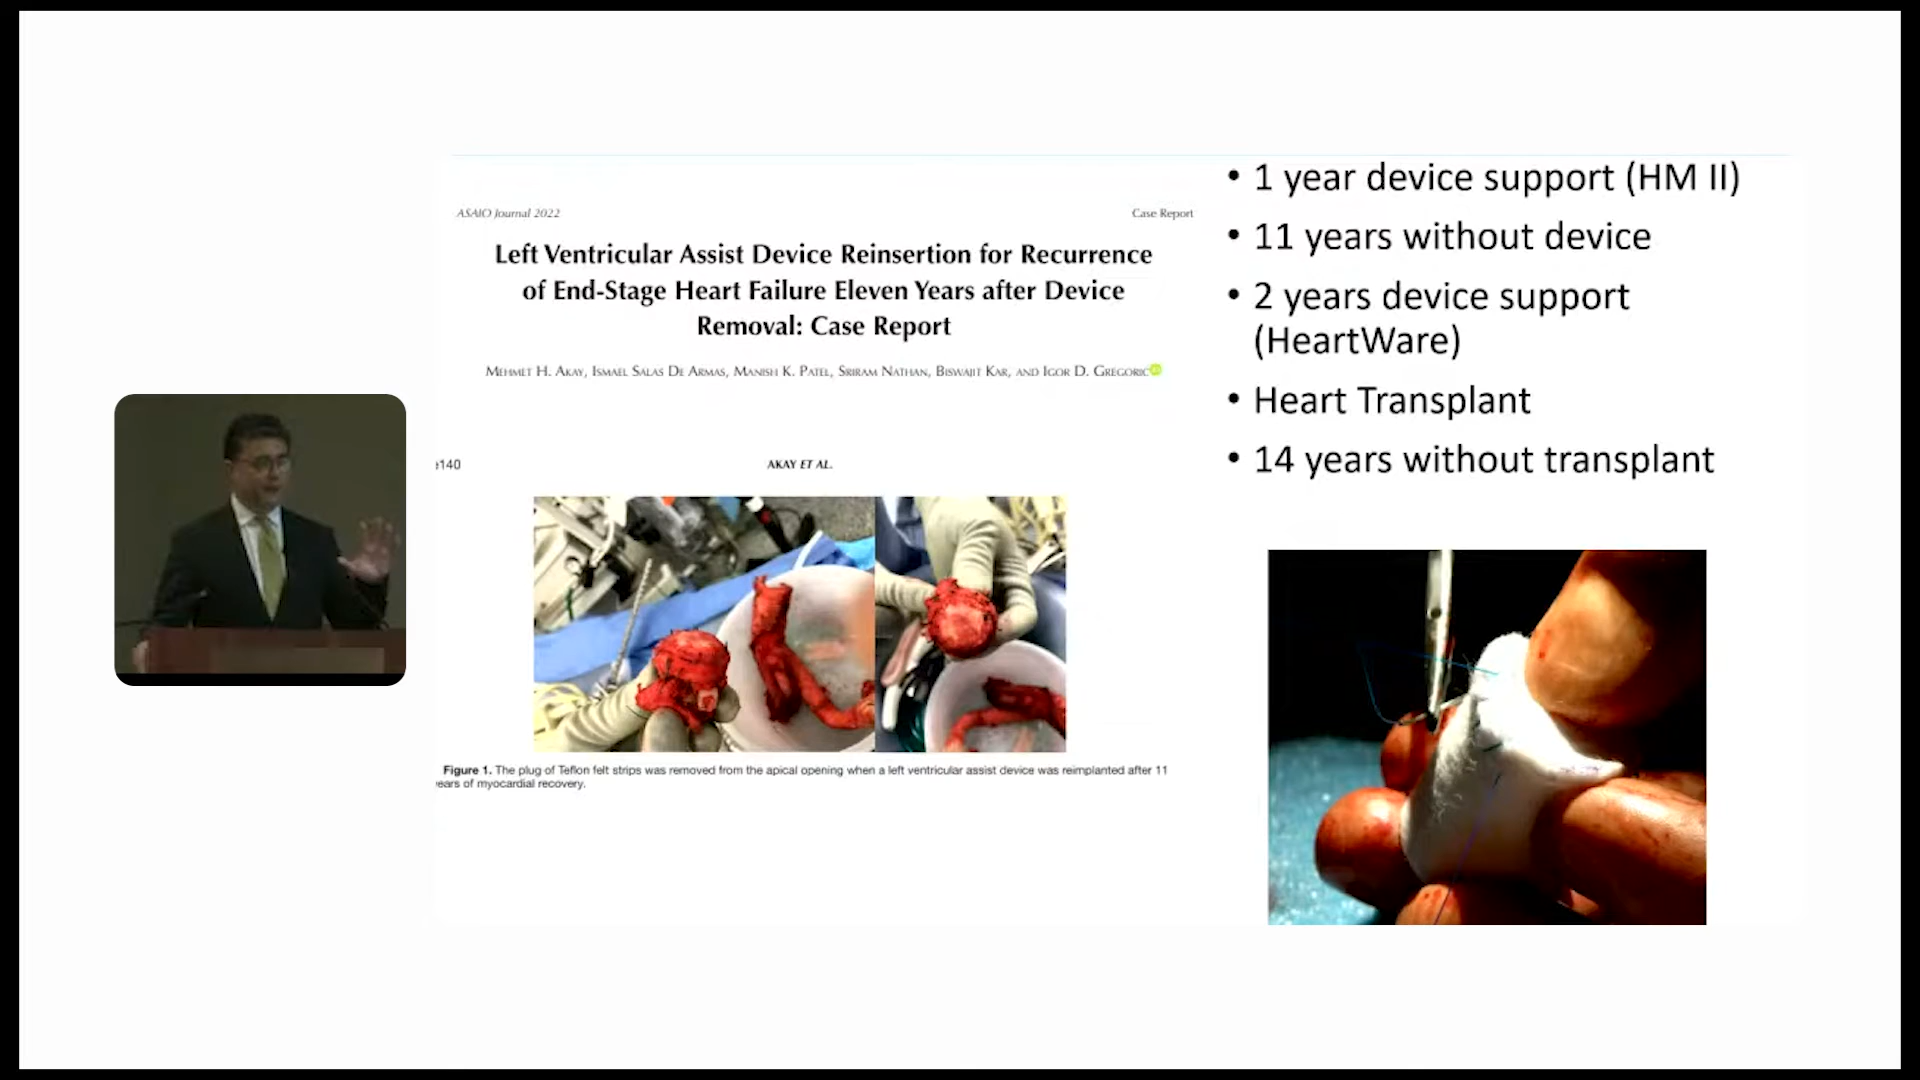 ASAIO Journal 2022
Case Report
Left Ventricular Assist Device Reinsertion for Recurrence
of End-Stage Heart Failure Eleven Years after Device
Removal: Case Report
Mehmet H. Akay, Ismael Salas De Armas, Manish K. Patel, Sriram Nathan, Biswajit Kar, and Igor D. Gregoric
e140
AKAY ET AL.
Figure 1. The plug of Teflon felt strips was removed from the apical opening when a left ventricular assist device was reimplanted after 11
ears of myocardial recovery.
• 1 year device support (HM II)
• 11 years without device
• 2 years device support
(HeartWare)
• Heart Transplant
• 14 years without transplant